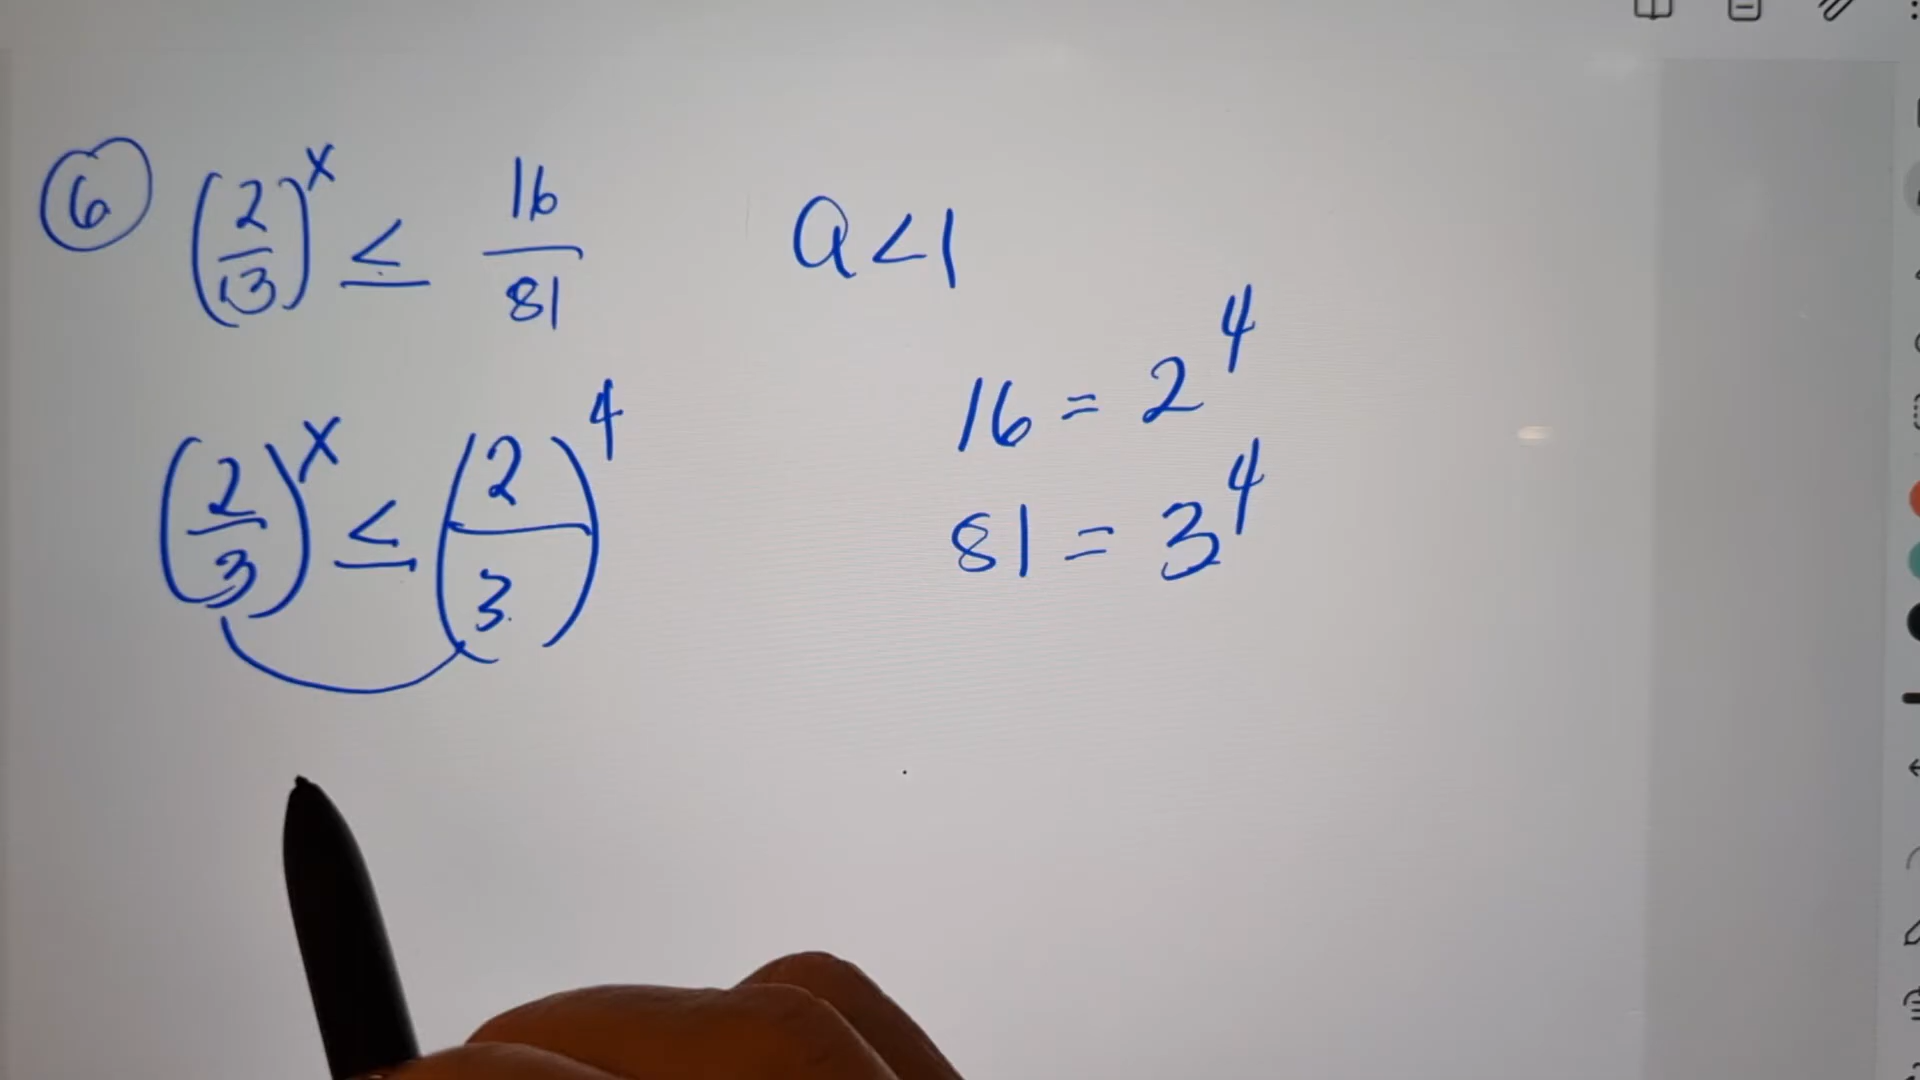 6 (2/3)^x ≤ 16/81
a<1
16 = 2^4
(2/3)^x ≤ (2/3)^4
81 = 3^4